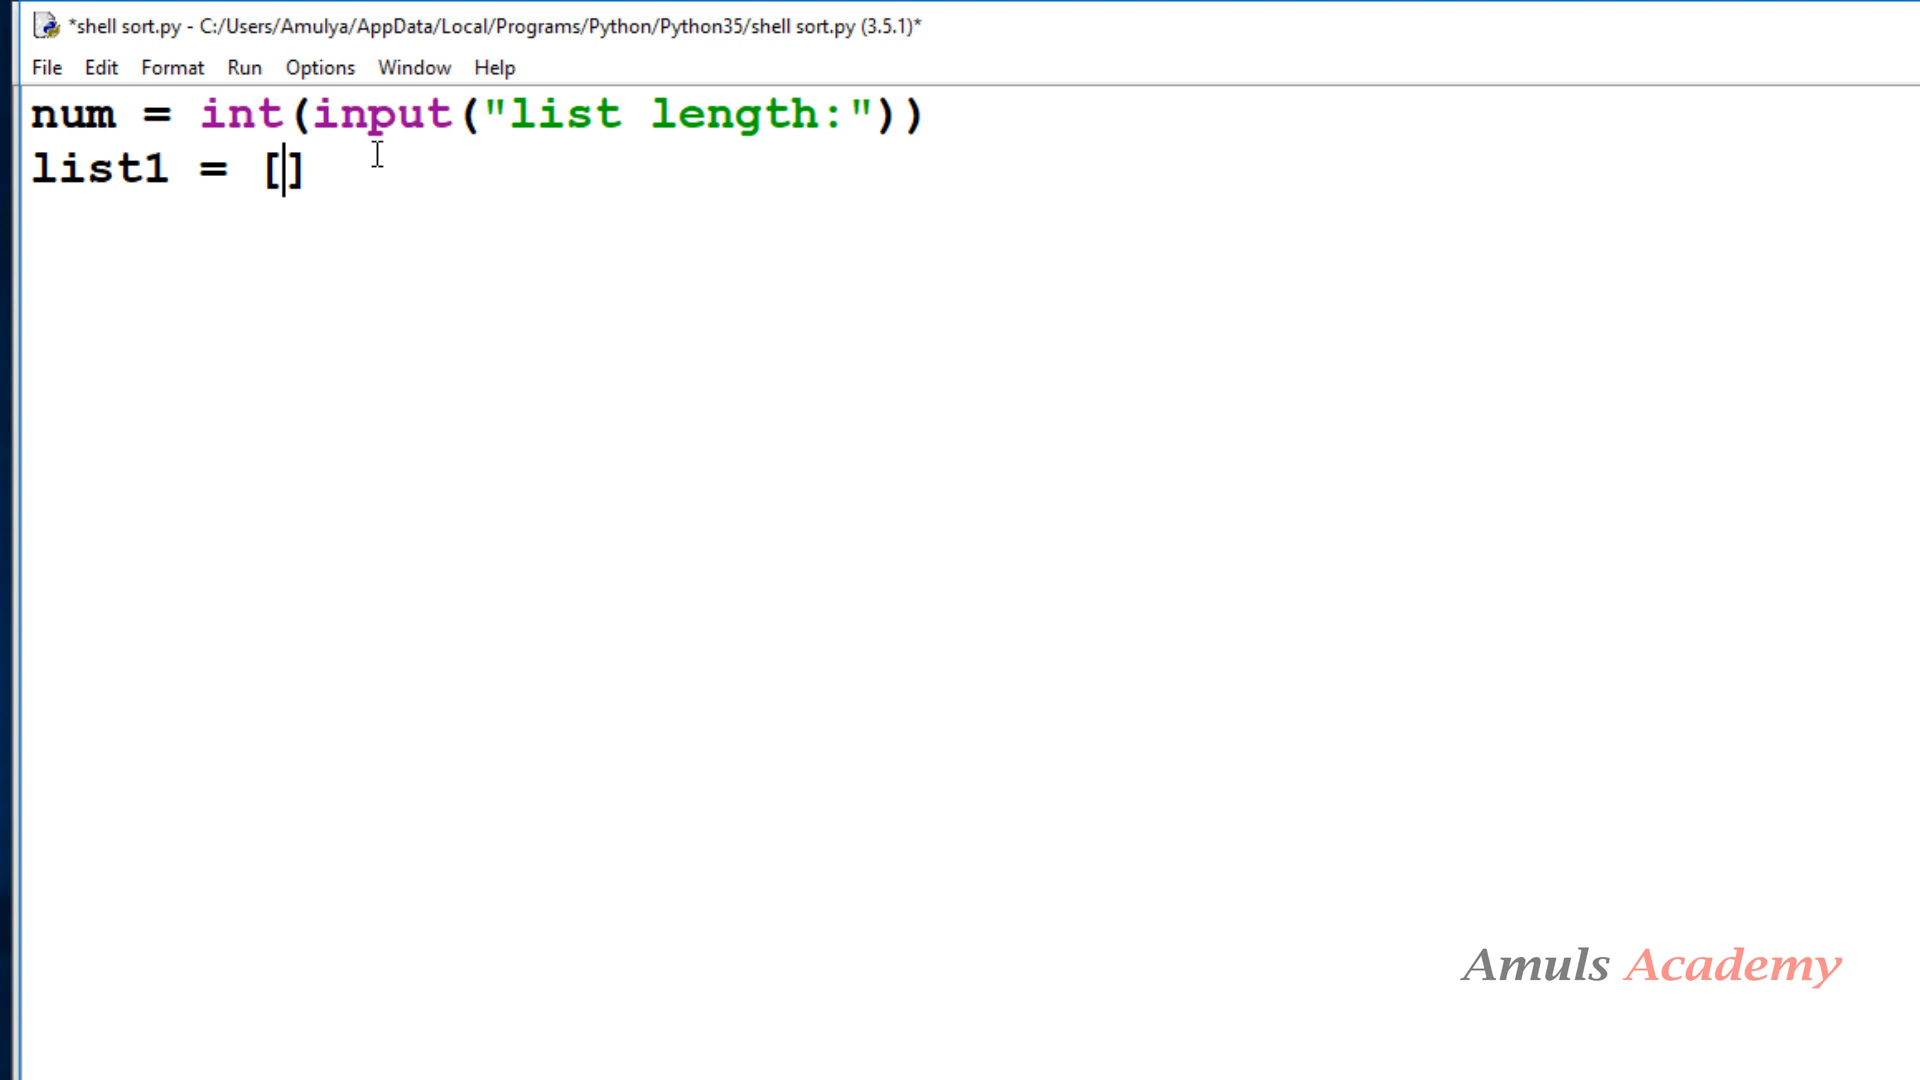 *shell sort.py - C:/Users/Amulya/AppData/Local/Programs/Python/Python35/shell sort.py (3.5.1)*
File Edit Format Run Options Window Help
num = int(input("list length:"))
list1 = []
Amuls Academy